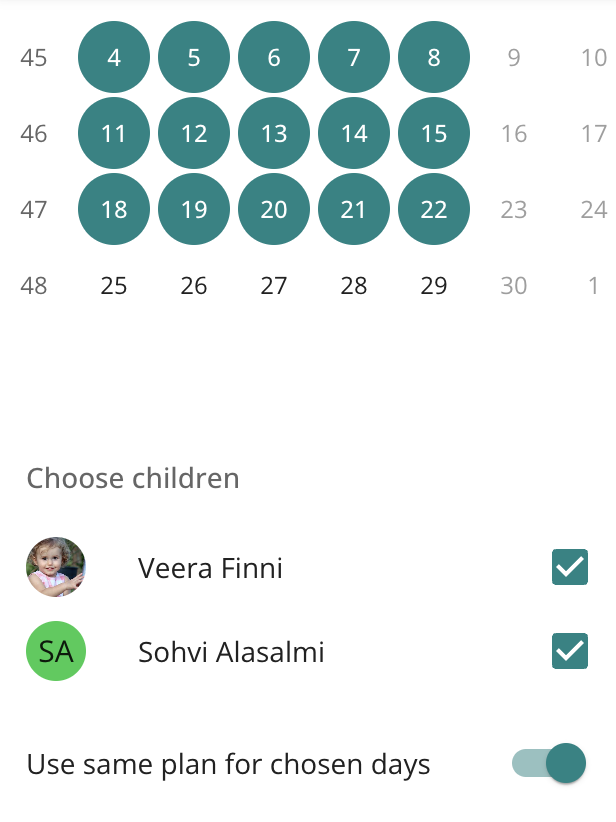 45 4 5 6 7 8 9 10
46 11 12 13 14 15 16 17
47 18 19 20 21 22 23 24
48 25 26 27 28 29 30 1
Choose children
Veera Finni
SA Sohvi Alasalmi
Use same plan for chosen days